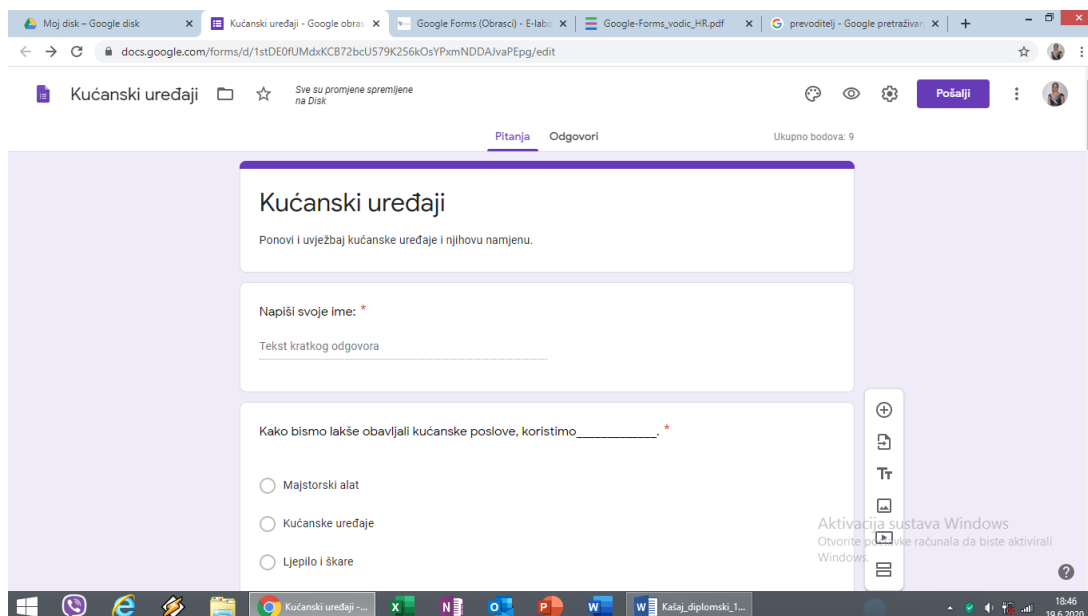 Moj disk – Google disk
Kućanski uređaji - Google obras
Google Forms (Obrasci) - E-labo
Google-Forms_vodic_HR.pdf
prevoditelj - Google pretraživan
docs.google.com/forms/d/1stDE0fUMdxKCB72bcU579K256kOsYPxmNDDAJvaPEpg/edit
Kućanski uređaji
Sve su promjene spremljene
na Disk
Pošalji
Pitanja Odgovori
Ukupno bodova: 9
Kućanski uređaji
Ponovi i uvježbaj kućanske uređaje i njihovu namjenu.
Napiši svoje ime: *
Tekst kratkog odgovora
Kako bismo lakše obavljali kućanske poslove, koristimo_____________. *
Majstorski alat
Kućanske uređaje
Ljepilo i škare
Tт
Aktivacija sustava Windows
Otvorite postavke računala da biste aktivirali
Windows.
Kućanski uređaji -...
Kašaj_diplomski_1...
18:46
19.6.2020